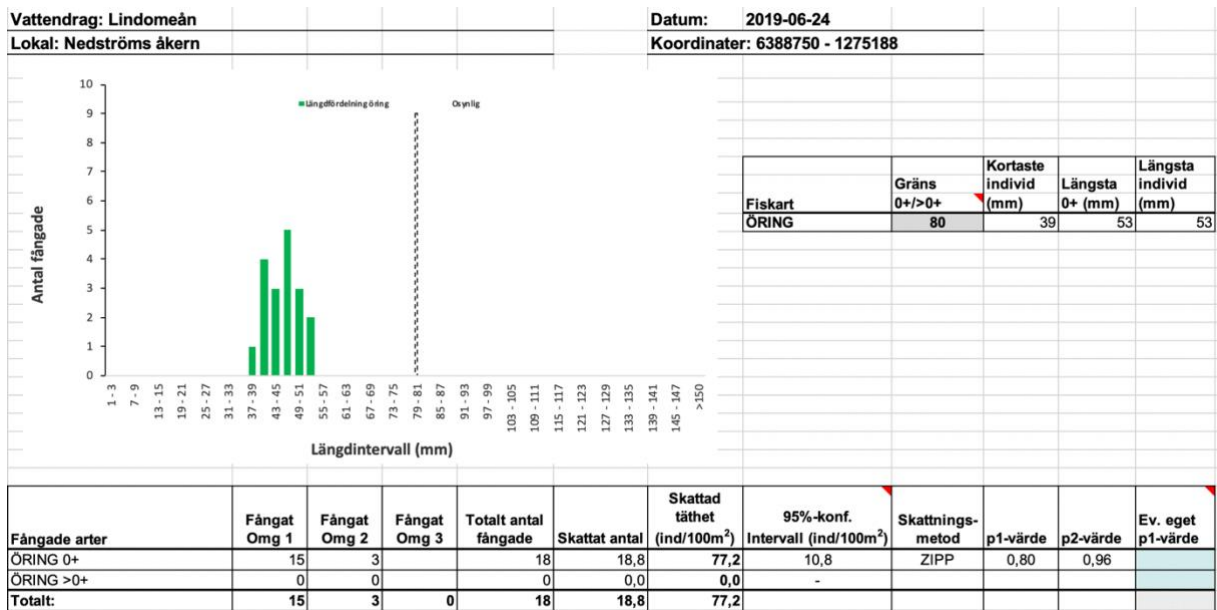 Vattendrag: Lindomeån Datum: 2019-06-24
Lokal: Nedströms åkern Koordinater: 6388750 - 1275188
Längdfördelning öring Osynlig
10
9
8
7
6
5
4
3
2
1
0
Antal fångade
1 - 3
7 - 9
13 - 15
19 - 21
25 - 27
31 - 33
37 - 39
43 - 45
49 - 51
55 - 57
61 - 63
67 - 69
73 - 75
79 - 81
85 - 87
91 - 93
97 - 99
103 - 105
109 - 111
115 - 117
121 - 123
127 - 129
133 - 135
139 - 141
145 - 147
>150
Längdintervall (mm)
Fiskart Gräns 0+/>0+ Kortaste individ (mm) Längsta 0+ (mm) Längsta individ (mm)
ÖRING 80 39 53 53
Fångade arter Fångat Omg 1 Fångat Omg 2 Fångat Omg 3 Totalt antal fångade Skattat antal Skattad täthet (ind/100m²) 95%-konf. Intervall (ind/100m²) Skattnings-metod p1-värde p2-värde Ev. eget p1-värde
ÖRING 0+ 15 3 18 18,8 77,2 10,8 ZIPP 0,80 0,96
ÖRING >0+ 0 0 0 0,0 0,0 -
Totalt: 15 3 0 18 18,8 77,2